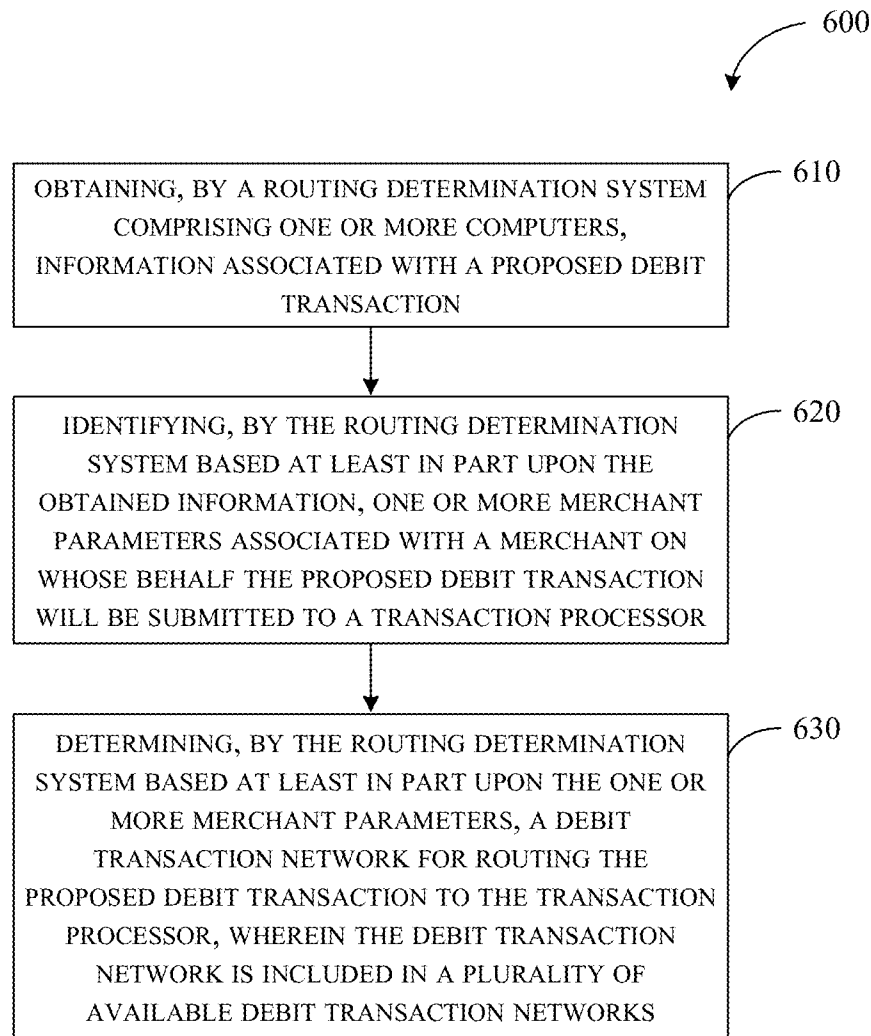 600
610
OBTAINING, BY A ROUTING DETERMINATION SYSTEM
COMPRISING ONE OR MORE COMPUTERS,
INFORMATION ASSOCIATED WITH A PROPOSED DEBIT
TRANSACTION
620
IDENTIFYING, BY THE ROUTING DETERMINATION
SYSTEM BASED AT LEAST IN PART UPON THE
OBTAINED INFORMATION, ONE OR MORE MERCHANT
PARAMETERS ASSOCIATED WITH A MERCHANT ON
WHOSE BEHALF THE PROPOSED DEBIT TRANSACTION
WILL BE SUBMITTED TO A TRANSACTION PROCESSOR
630
DETERMINING, BY THE ROUTING DETERMINATION
SYSTEM BASED AT LEAST IN PART UPON THE ONE OR
MORE MERCHANT PARAMETERS, A DEBIT
TRANSACTION NETWORK FOR ROUTING THE
PROPOSED DEBIT TRANSACTION TO THE TRANSACTION
PROCESSOR, WHEREIN THE DEBIT TRANSACTION
NETWORK IS INCLUDED IN A PLURALITY OF
AVAILABLE DEBIT TRANSACTION NETWORKS